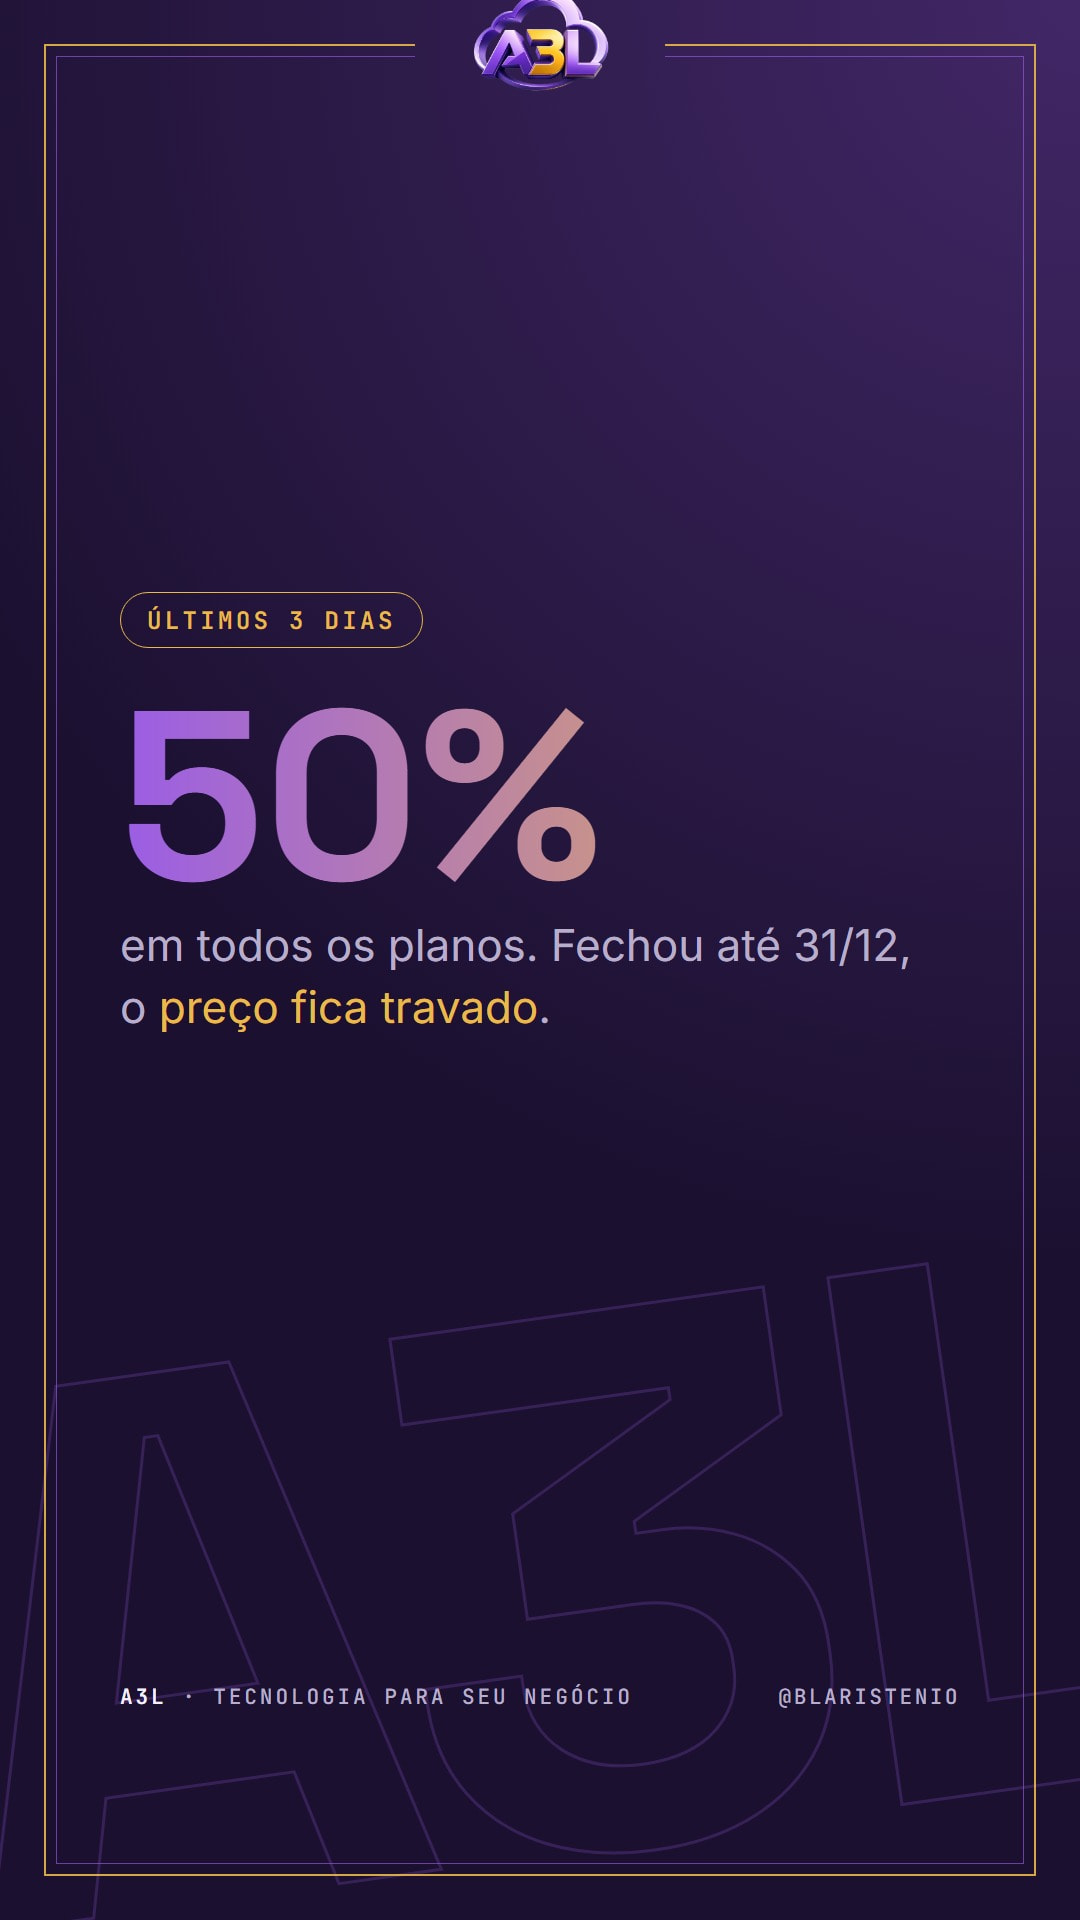 A3L
ÚLTIMOS 3 DIAS
50%
em todos os planos. Fechou até 31/12,
o preço fica travado.
A3L
A3L · TECNOLOGIA PARA SEU NEGÓCIO @BLARISTENIO